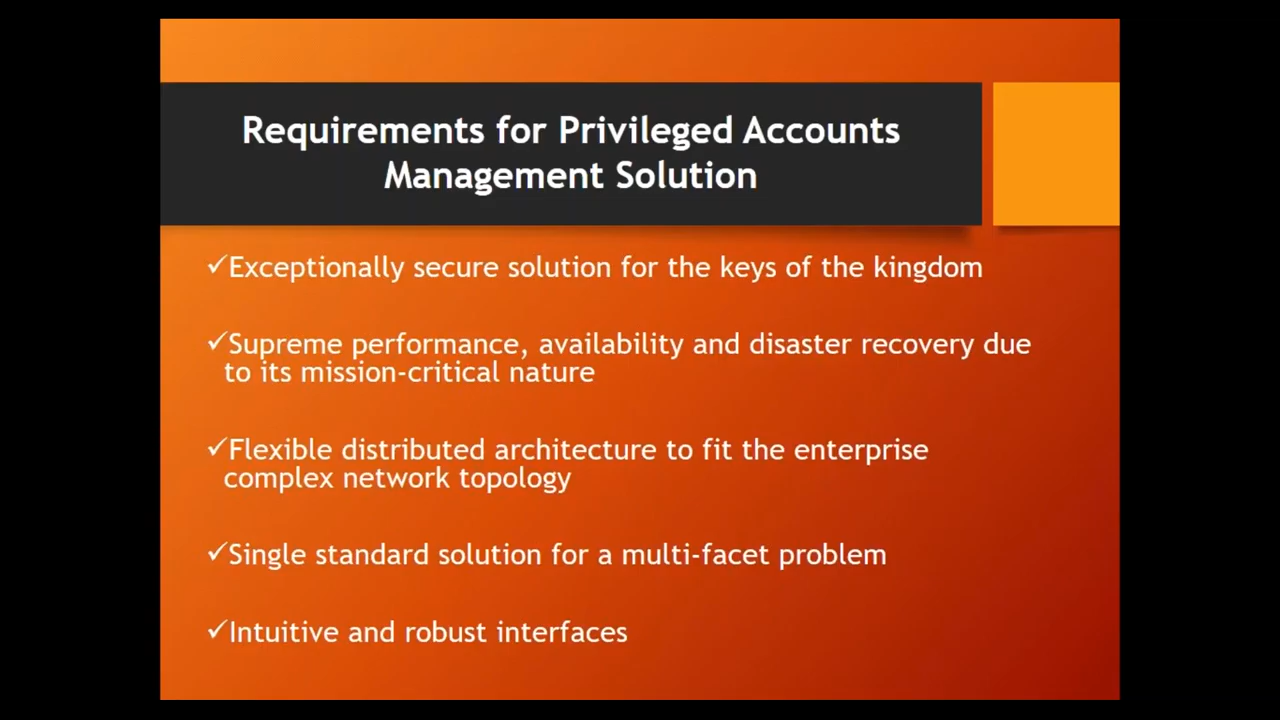 Requirements for Privileged Accounts
Management Solution
✓Exceptionally secure solution for the keys of the kingdom
✓Supreme performance, availability and disaster recovery due
to its mission-critical nature
✓Flexible distributed architecture to fit the enterprise
complex network topology
✓Single standard solution for a multi-facet problem
✓Intuitive and robust interfaces